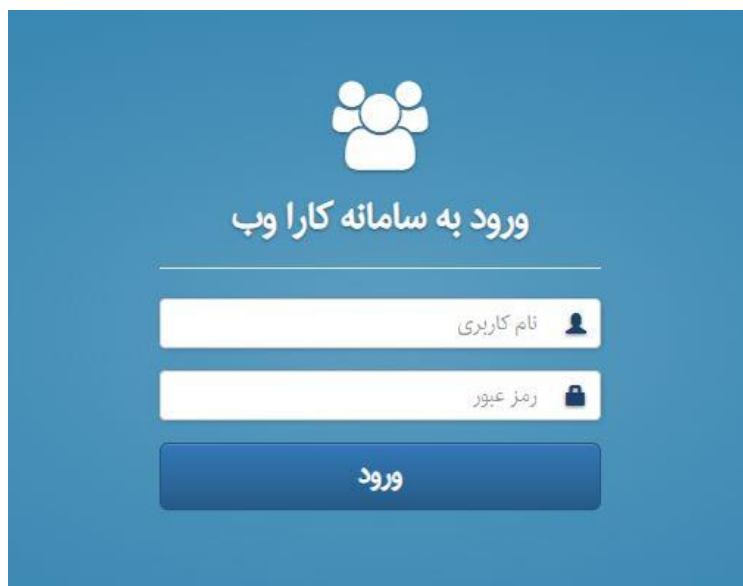 ورود به سامانه کارا وب
نام کاربری
رمز عبور
ورود